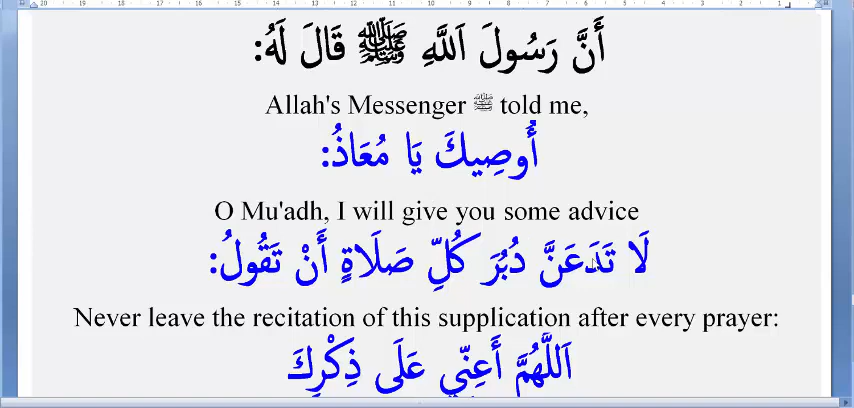 أَنَّ رَسُولَ اَللَّهِ ﷺ قَالَ لَهُ:
Allah's Messenger ﷺ told me,
أُوصِيكَ يَا مُعَاذُ:
O Mu'adh, I will give you some advice
لَا تَدَعَنَّ دُبُرَ كُلِّ صَلَاةٍ أَنْ تَقُولُ:
Never leave the recitation of this supplication after every prayer:
اَللَّهُمَّ أَعِنِّي عَلَى ذِكْرِكَ